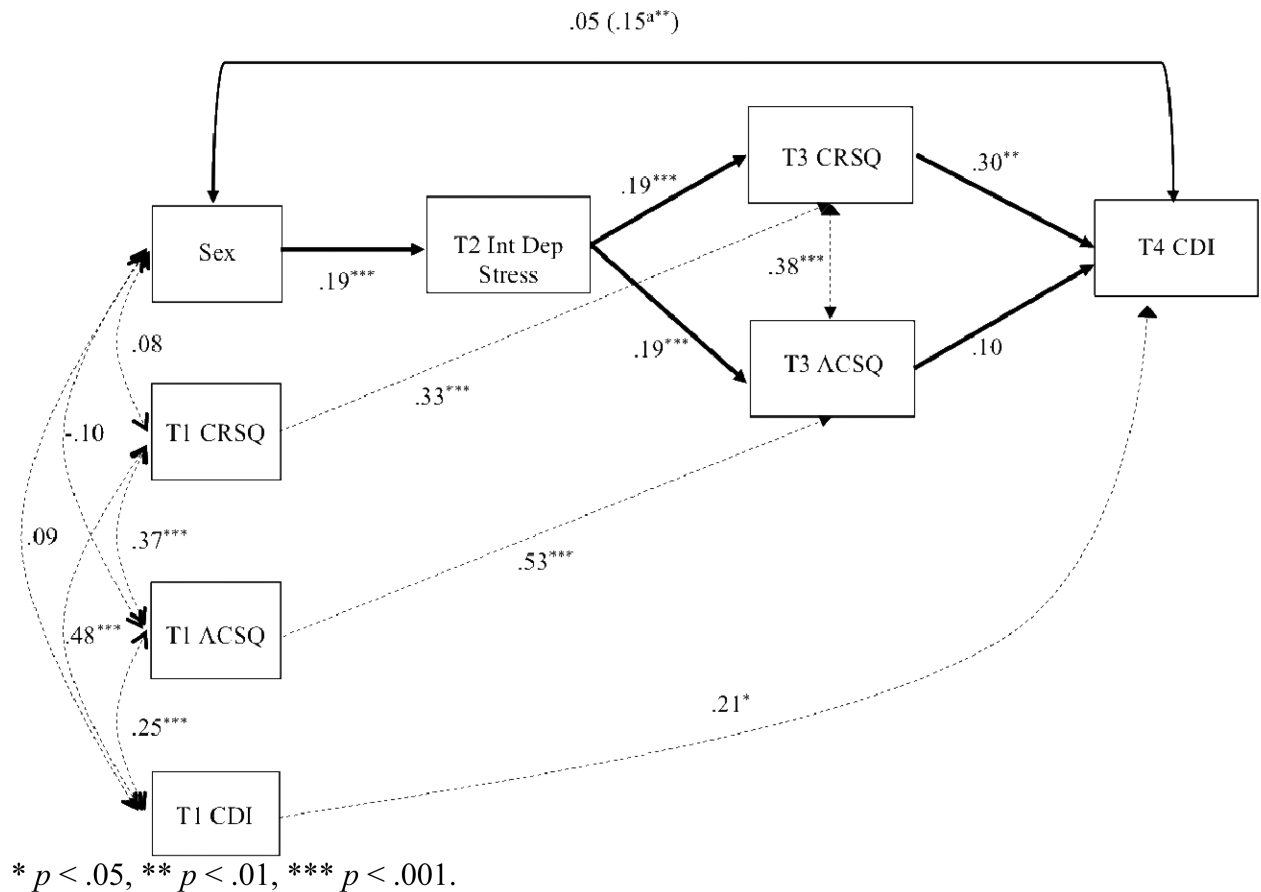 .05 (.15ᵃ**)
T3 CRSQ
.30**
.19***
Sex
T2 Int Dep
Stress
T4 CDI
.19***
.38***
.08
.19***
.10
T3 ACSQ
.33***
-.10
T1 CRSQ
.09
.37***
.53***
.48***
T1 ACSQ
.21*
.25***
T1 CDI
* p < .05, ** p < .01, *** p < .001.